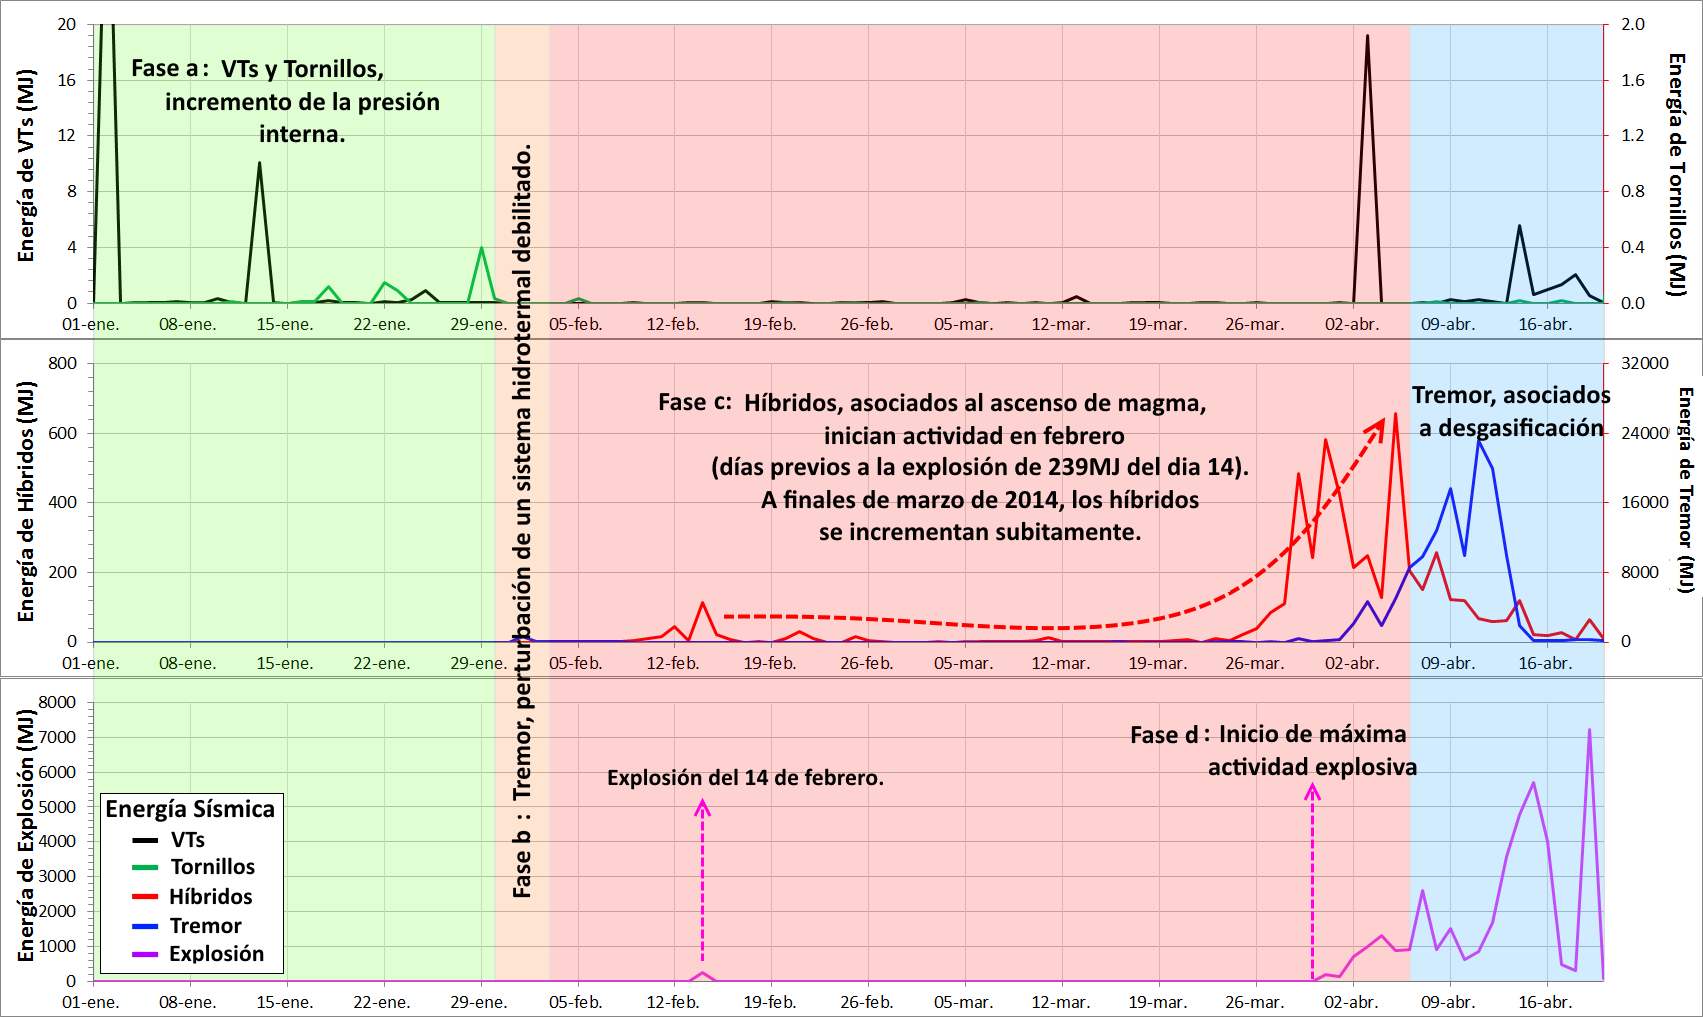 Energía de VTs (MJ)
20
16
12
8
4
0
Fase a : VTs y Tornillos,
incremento de la presión
interna.
2.0
1.6
1.2
0.8
0.4
0.0
Energía de Tornillos (MJ)
01-ene. 08-ene. 15-ene. 22-ene. 29-ene. 05-feb. 12-feb. 19-feb. 26-feb. 05-mar. 12-mar. 19-mar. 26-mar. 02-abr. 09-abr. 16-abr.
Fase b : Tremor, perturbación de un sistema hidrotermal debilitado.
Energía de Híbridos (MJ)
800
600
400
200
0
Fase c: Híbridos, asociados al ascenso de magma,
inician actividad en febrero
(días previos a la explosión de 239MJ del dia 14).
A finales de marzo de 2014, los híbridos
se incrementan subitamente.
Tremor, asociados
a desgasificación
32000
24000
16000
8000
0
Energía de Tremor (MJ)
01-ene. 08-ene. 15-ene. 22-ene. 29-ene. 05-feb. 12-feb. 19-feb. 26-feb. 05-mar. 12-mar. 19-mar. 26-mar. 02-abr. 09-abr. 16-abr.
Energía de Explosión (MJ)
8000
7000
6000
5000
4000
3000
2000
1000
0
Explosión del 14 de febrero.
Fase d : Inicio de máxima
actividad explosiva
Energía Sísmica
VTs
Tornillos
Híbridos
Tremor
Explosión
01-ene. 08-ene. 15-ene. 22-ene. 29-ene. 05-feb. 12-feb. 19-feb. 26-feb. 05-mar. 12-mar. 19-mar. 26-mar. 02-abr. 09-abr. 16-abr.